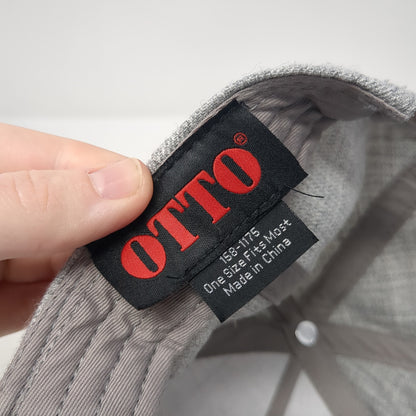 OTTO®
158-1175
One Size Fits Most
Made in China